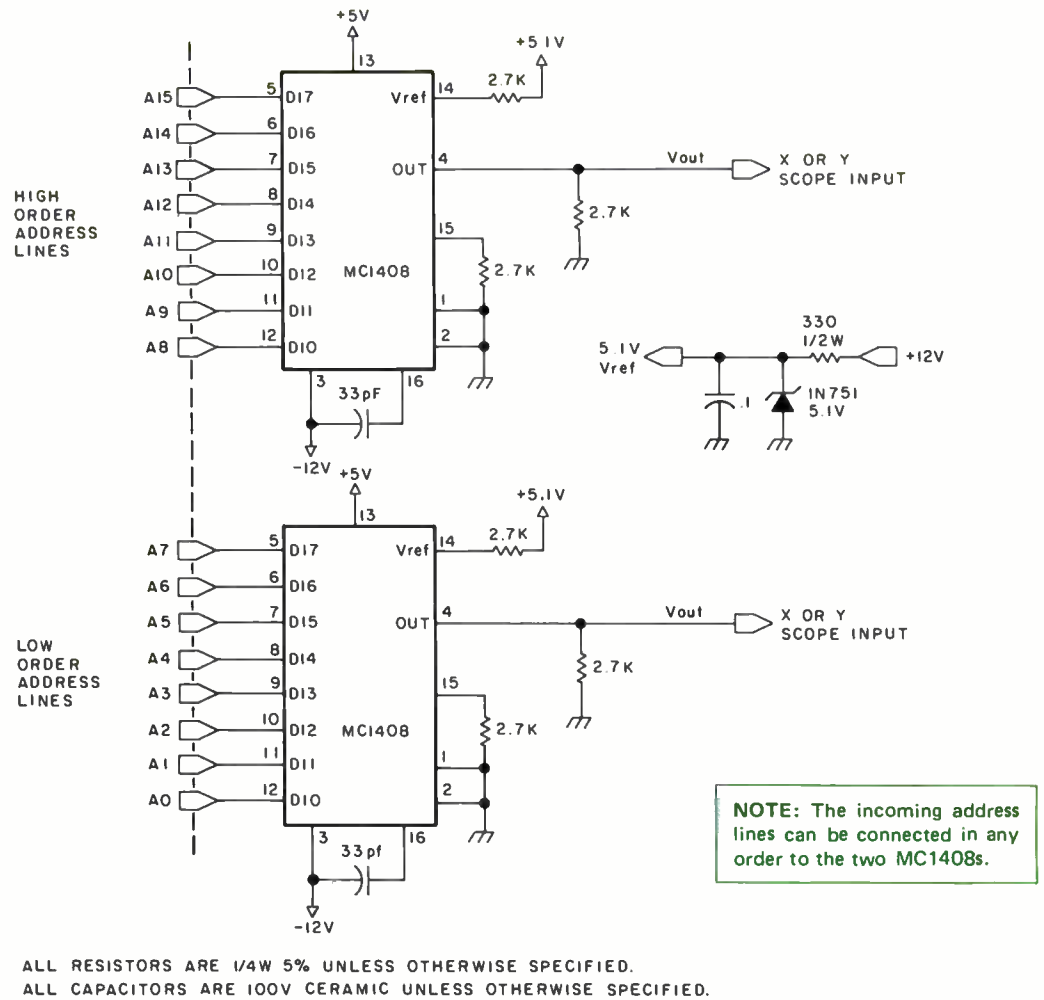 +5V
13
+5.1V
2.7K
A15
5
D17
Vref
14
A14
6
D16
A13
7
D15
OUT
4
Vout
X OR Y
SCOPE INPUT
A12
8
D14
2.7K
HIGH
ORDER
ADDRESS
LINES
A11
9
D13
15
A10
10
D12
MC1408
2.7K
A9
11
D11
1
A8
12
D10
2
3
33pF
16
-12V
330
1/2W
5.1V
Vref
+12V
.1
1N751
5.1V
+5V
13
+5.1V
2.7K
A7
5
D17
Vref
14
A6
6
D16
A5
7
D15
OUT
4
Vout
X OR Y
SCOPE INPUT
LOW
ORDER
ADDRESS
LINES
A4
8
D14
2.7K
A3
9
D13
15
A2
10
D12
MC1408
2.7K
A1
11
D11
1
A0
12
D10
2
3
33pf
16
-12V
NOTE: The incoming address
lines can be connected in any
order to the two MC1408s.
ALL RESISTORS ARE 1/4W 5% UNLESS OTHERWISE SPECIFIED.
ALL CAPACITORS ARE 100V CERAMIC UNLESS OTHERWISE SPECIFIED.